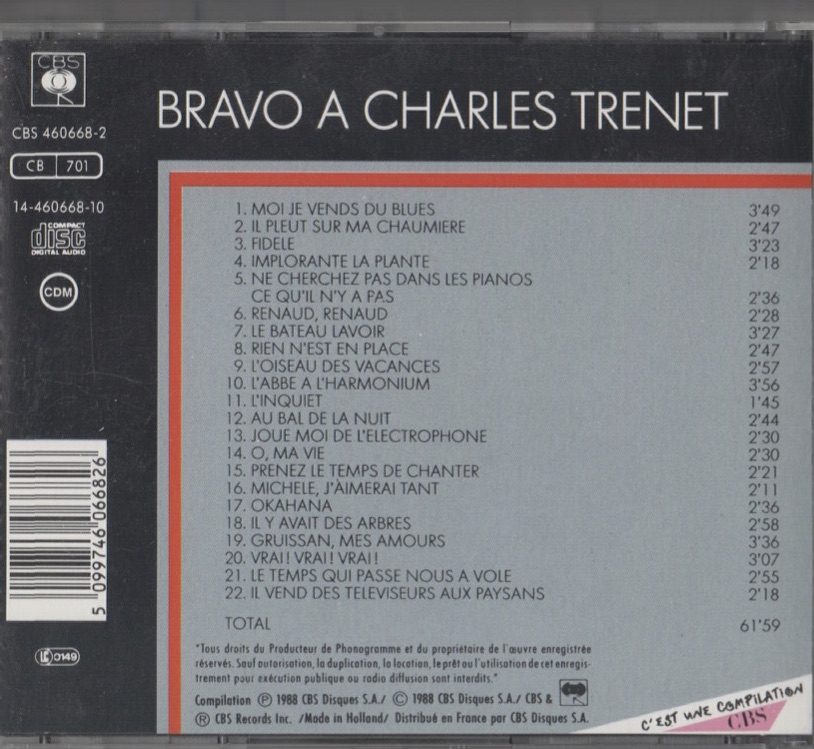 CBS
CBS 460668-2
CB 701
14-460668-10
COMPACT
disc
DIGITAL AUDIO
CDM
5 099746 066826
LC 0149
BRAVO A CHARLES TRENET
1. MOI JE VENDS DU BLUES 3'49
2. IL PLEUT SUR MA CHAUMIERE 2'47
3. FIDELE 3'23
4. IMPLORANTE LA PLANTE 2'18
5. NE CHERCHEZ PAS DANS LES PIANOS
CE QU'IL N'Y A PAS 2'36
6. RENAUD, RENAUD 2'28
7. LE BATEAU LAVOIR 3'27
8. RIEN N'EST EN PLACE 2'47
9. L'OISEAU DES VACANCES 2'57
10. L'ABBE A L'HARMONIUM 3'56
11. L'INQUIET 1'45
12. AU BAL DE LA NUIT 2'44
13. JOUE MOI DE L'ELECTROPHONE 2'30
14. O, MA VIE 2'30
15. PRENEZ LE TEMPS DE CHANTER 2'21
16. MICHELE, J'AIMERAI TANT 2'11
17. OKAHANA 2'36
18. IL Y AVAIT DES ARBRES 2'58
19. GRUISSAN, MES AMOURS 3'36
20. VRAI! VRAI! VRAI! 3'07
21. LE TEMPS QUI PASSE NOUS A VOLE 2'55
22. IL VEND DES TELEVISEURS AUX PAYSANS 2'18
TOTAL 61'59
"Tous droits du Producteur de Phonogramme et du propriétaire de l'œuvre enregistrée
réservés. Sauf autorisation, la duplication, la location, le prêt ou l'utilisation de cet enregis-
trement pour exécution publique ou radio diffusion sont interdits."
Compilation ℗ 1988 CBS Disques S.A./ © 1988 CBS Disques S.A./ CBS &
® CBS Records Inc. /Made in Holland/ Distribué en France par CBS Disques S.A.
C'EST UNE COMPILATION
CBS